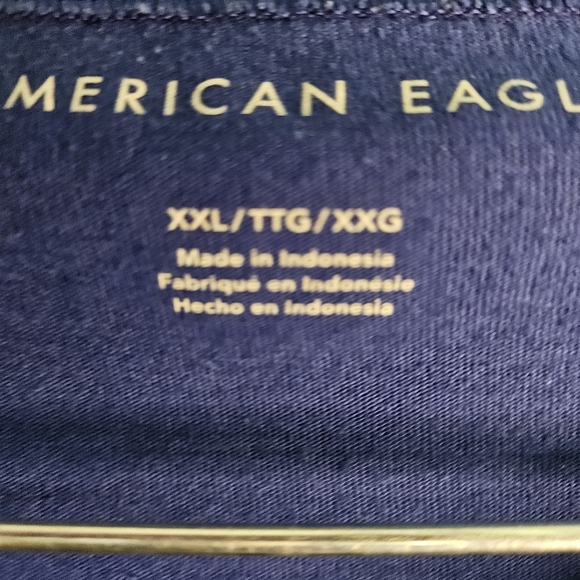 MERICAN EAGL
XXL/TTG/XXG
Made in Indonesia
Fabriqué en Indonésie
Hecho en Indonesia